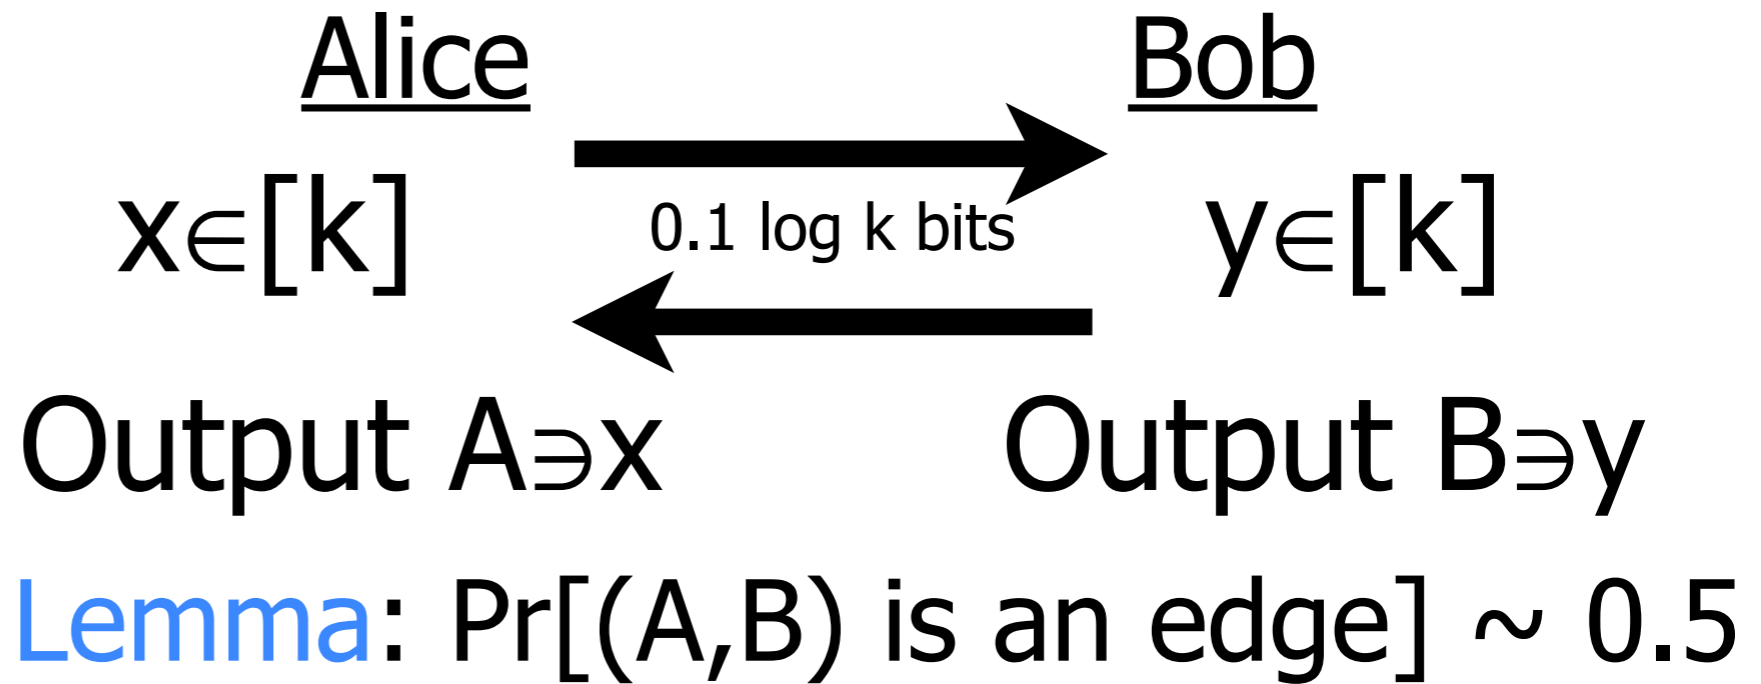 Alice Bob
x∈[k] 0.1 log k bits y∈[k]
Output A∋x Output B∋y
Lemma: Pr[(A,B) is an edge] ~ 0.5